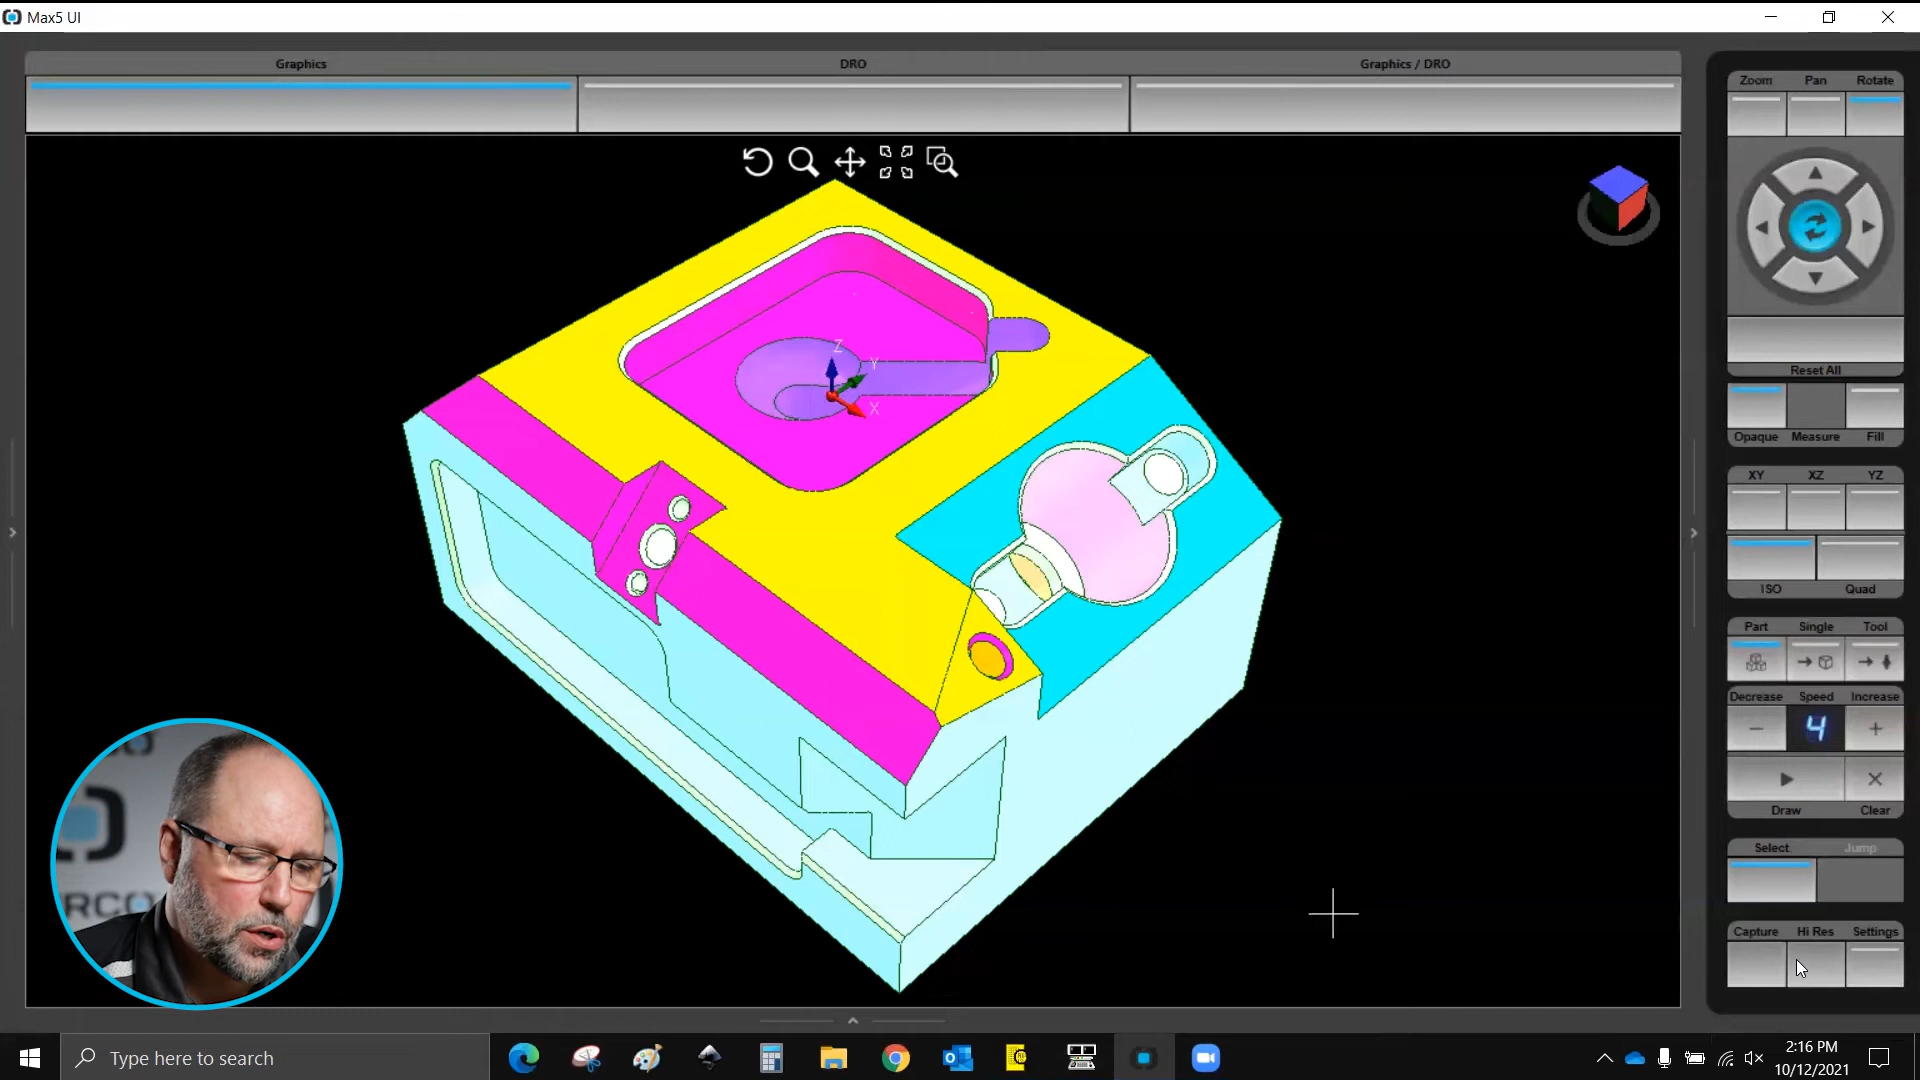 Max5 UI
Graphics
DRO
Graphics / DRO
Zoom Pan Rotate
Reset All
Opaque Measure Fill
XY XZ YZ
ISO Quad
Part Single Tool
Decrease Speed Increase
4
Draw Clear
Select Jump
Capture Hi Res Settings
Z
Y
X
RCO
Type here to search
2:16 PM
10/12/2021